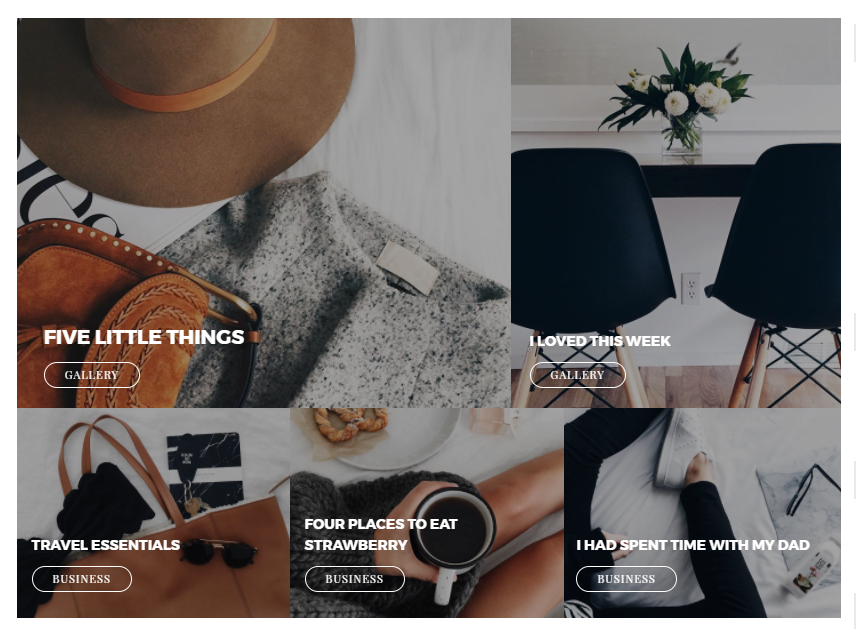 FIVE LITTLE THINGS
GALLERY
I LOVED THIS WEEK
GALLERY
TRAVEL ESSENTIALS
BUSINESS
FOUR PLACES TO EAT
STRAWBERRY
BUSINESS
I HAD SPENT TIME WITH MY DAD
BUSINESS